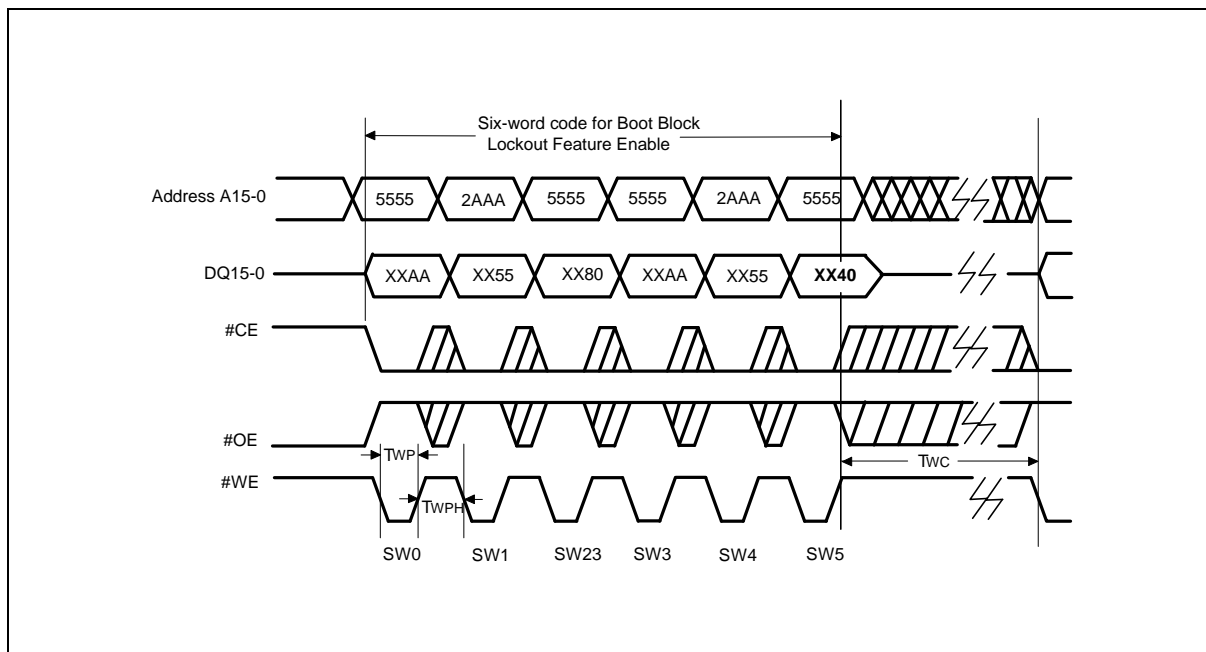 Six-word code for Boot Block
Lockout Feature Enable
Address A15-0 5555 2AAA 5555 5555 2AAA 5555
DQ15-0 XXAA XX55 XX80 XXAA XX55 XX40
#CE
#OE
TWP TWC
#WE
TWPH
SW0 SW1 SW23 SW3 SW4 SW5